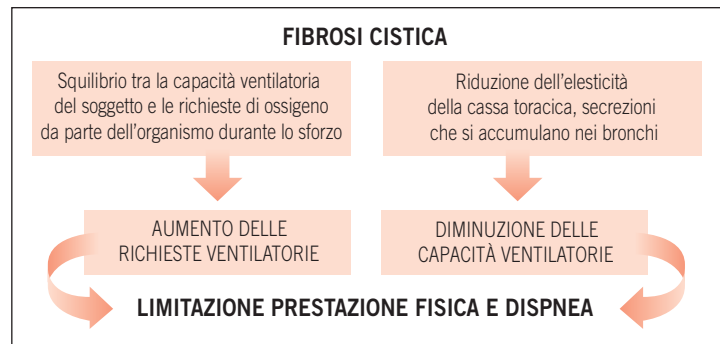 FIBROSI CISTICA
Squilibrio tra la capacità ventilatoria
del soggetto e le richieste di ossigeno
da parte dell'organismo durante lo sforzo
Riduzione dell'elesticità
della cassa toracica, secrezioni
che si accumulano nei bronchi
AUMENTO DELLE
RICHIESTE VENTILATORIE
DIMINUZIONE DELLE
CAPACITÀ VENTILATORIE
LIMITAZIONE PRESTAZIONE FISICA E DISPNEA